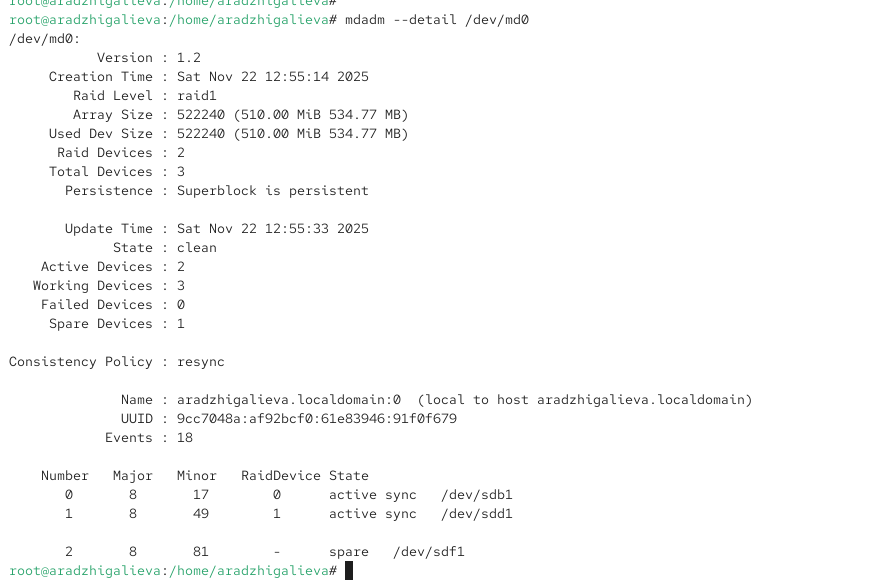 root@aradzhigalieva:/home/aradzhigalieva#
root@aradzhigalieva:/home/aradzhigalieva# mdadm --detail /dev/md0
/dev/md0:
           Version : 1.2
     Creation Time : Sat Nov 22 12:55:14 2025
        Raid Level : raid1
        Array Size : 522240 (510.00 MiB 534.77 MB)
     Used Dev Size : 522240 (510.00 MiB 534.77 MB)
      Raid Devices : 2
     Total Devices : 3
       Persistence : Superblock is persistent

       Update Time : Sat Nov 22 12:55:33 2025
             State : clean
    Active Devices : 2
   Working Devices : 3
    Failed Devices : 0
     Spare Devices : 1

Consistency Policy : resync

              Name : aradzhigalieva.localdomain:0  (local to host aradzhigalieva.localdomain)
              UUID : 9cc7048a:af92bcf0:61e83946:91f0f679
            Events : 18

    Number   Major   Minor   RaidDevice State
       0       8       17        0      active sync   /dev/sdb1
       1       8       49        1      active sync   /dev/sdd1

       2       8       81        -      spare   /dev/sdf1
root@aradzhigalieva:/home/aradzhigalieva#